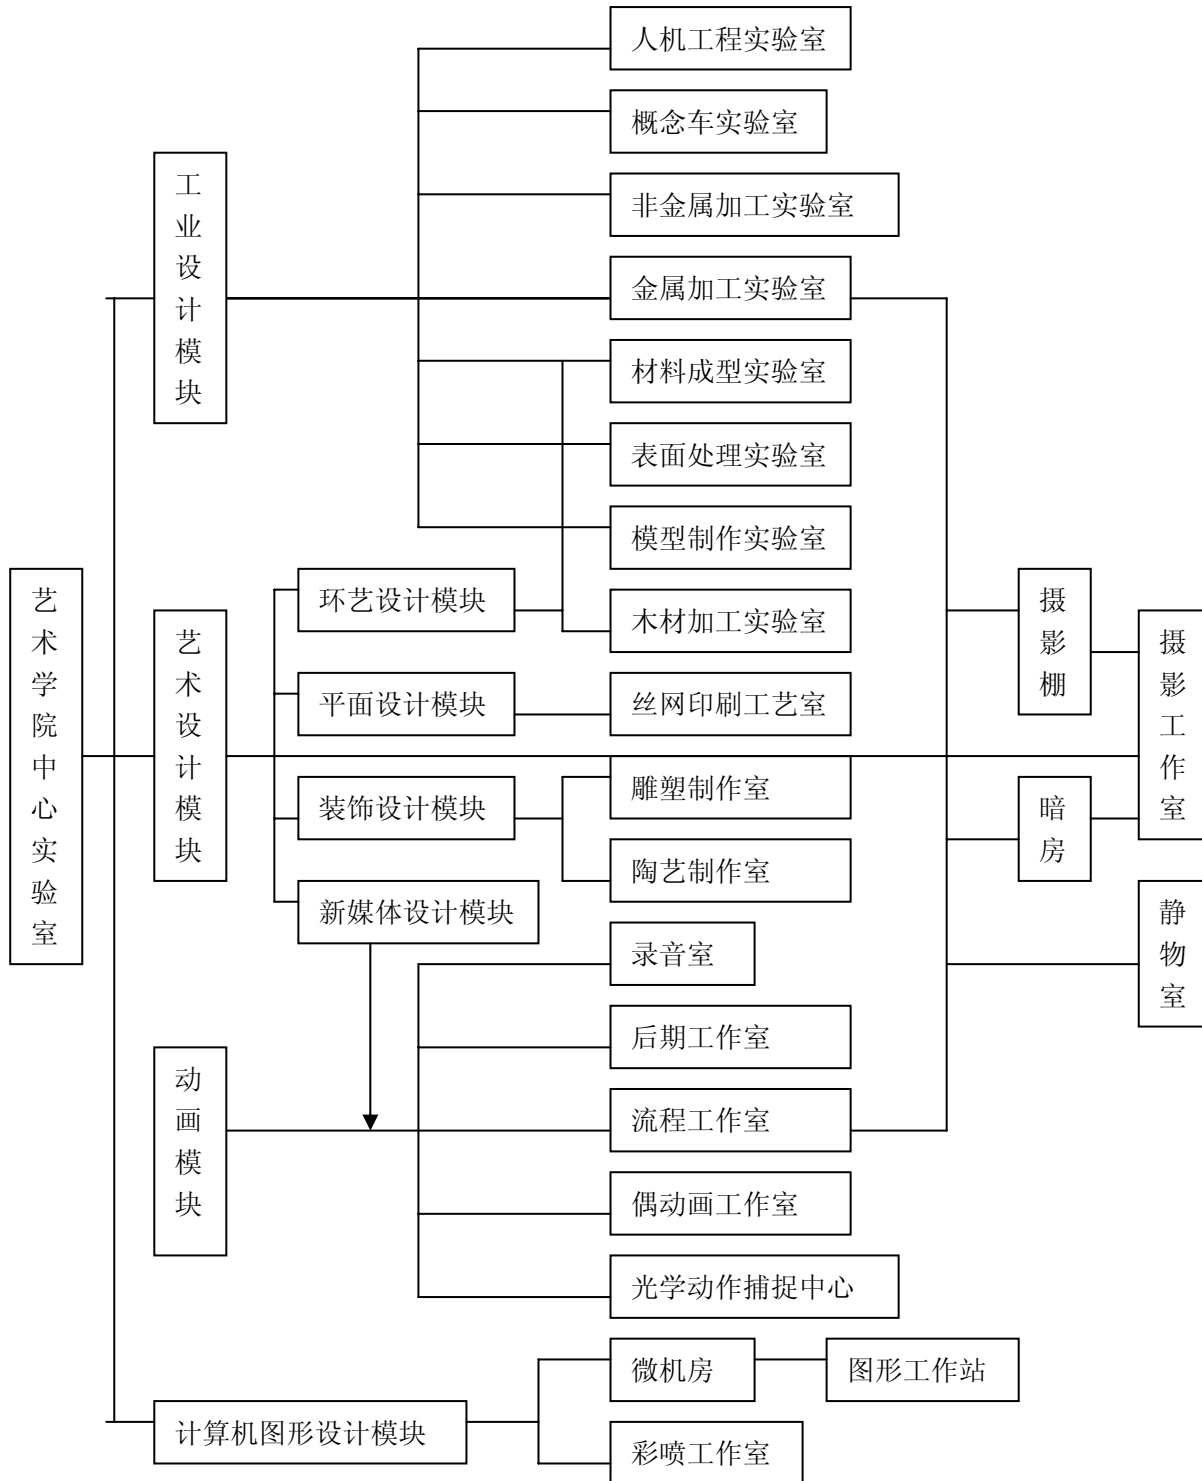 人机工程实验室
概念车实验室
工业设计模块
非金属加工实验室
金属加工实验室
材料成型实验室
表面处理实验室
模型制作实验室
艺术学院中心实验室
艺术设计模块
环艺设计模块
木材加工实验室
摄影棚
摄影工作室
平面设计模块
丝网印刷工艺室
装饰设计模块
雕塑制作室
暗房
陶艺制作室
新媒体设计模块
静物室
录音室
后期工作室
动画模块
流程工作室
偶动画工作室
光学动作捕捉中心
微机房
图形工作站
计算机图形设计模块
彩喷工作室